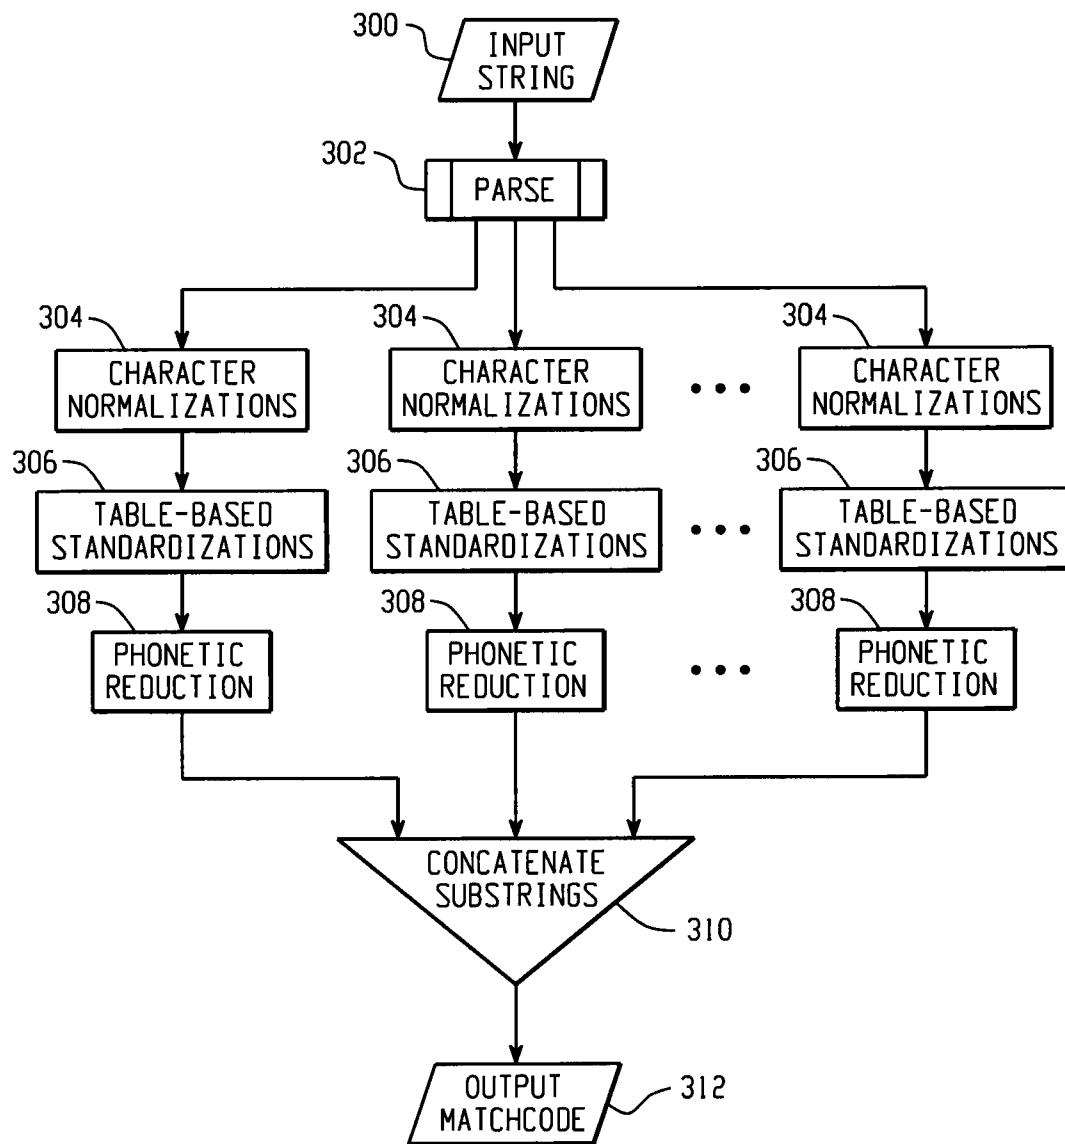 300
INPUT
STRING
302
PARSE
304
CHARACTER
NORMALIZATIONS
304
CHARACTER
NORMALIZATIONS
304
CHARACTER
NORMALIZATIONS
306
TABLE-BASED
STANDARDIZATIONS
306
TABLE-BASED
STANDARDIZATIONS
306
TABLE-BASED
STANDARDIZATIONS
308
PHONETIC
REDUCTION
308
PHONETIC
REDUCTION
308
PHONETIC
REDUCTION
CONCATENATE
SUBSTRINGS
310
OUTPUT
MATCHCODE
312